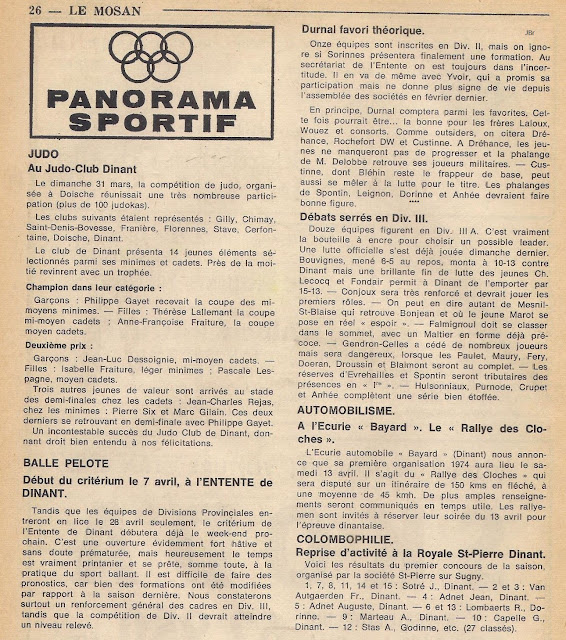 26 — LE MOSAN
PANORAMA
SPORTIF
JUDO
Au Judo-Club Dinant
Le dimanche 31 mars, la compétition de judo, organi-
sée à Doische réunissait une très nombreuse partici-
pation (plus de 100 judokas).
Les clubs suivants étaient représentés : Gilly, Chimay,
Saint-Denis-Bovesse, Franière, Florennes, Stave, Cerfon-
taine, Doische, Dinant.
Le club de Dinant présenta 14 jeunes éléments sé-
lectionnés parmi ses minimes et cadets. Près de la moi-
tié revinrent avec un trophée.
Champion dans leur catégorie :
Garçons : Philippe Gayet recevait la coupe des mi-
moyens minimes. — Filles : Thérèse Lallemant la coupe
mi-moyen cadets ; Anne-Françoise Fraiture, la coupe
moyen cadets.
Deuxième prix :
Garçons : Jean-Luc Dessoignie, mi-moyen cadets. —
Filles : Isabelle Fraiture, léger minimes ; Pascale Les-
pagne, moyen cadets.
Trois autres jeunes de valeur sont arrivés au stade
des demi-finales chez les cadets : Jean-Charles Rejas,
chez les minimes : Pierre Six et Marc Gilain. Ces deux
derniers se retrouvant en demi-finale avec Philippe Gayet.
Un incontestable succès du Judo Club de Dinant, don-
nant droit bien entendu à nos félicitations.
BALLE PELOTE
Début du critérium le 7 avril, à l'ENTENTE de
DINANT.
Tandis que les équipes de Divisions Provinciales en-
treront en lice le 28 avril seulement, le critérium de
l'Entente de Dinant débutera déjà le week-end pro-
chain. C'est une ouverture évidemment fort hâtive et
sans doute prématurée, mais heureusement le temps
est vraiment printanier et se prête, somme toute, à la
pratique du sport ballant. Il est difficile de faire des
pronostics, car bien des formations ont été modifiées
par rapport à la saison dernière. Nous constaterons
surtout un renforcement général des cadres en Div. III,
tandis que la compétition de Div. II devrait atteindre
un niveau relevé.
Durnal favori théorique.
Onze équipes sont inscrites en Div. II, mais on igno-
re si Sorinnes présentera finalement une formation. Au
secrétariat de l'Entente on est toujours dans l'incer-
titude. Il en va de même avec Yvoir, qui a promis sa
participation mais ne donne plus signe de vie depuis
l'assemblée des sociétés en février dernier.
En principe, Durnal comptera parmi les favorites. Cet-
te fois pourrait être... la bonne pour les frères Laloux,
Wouez et consorts. Comme outsiders, on citera Dré-
hance, Rochefort DW et Custinne. A Dréhance, les jeu-
nes ne manqueront pas de progresser et la phalange
de M. Delobbe retrouve ses joueurs militaires. — Cus-
tinne, dont Bléhin reste le frappeur de base, peut
aussi se mêler à la lutte pour le titre. Les phalanges
de Spontin, Leignon, Dorinne et Anhée devraient faire
bonne figure.
Débats serrés en Div. III.
Douze équipes figurent en Div. III A. C'est vraiment
la bouteille à encre pour choisir un possible leader.
Une lutte officielle s'est déjà jouée dimanche dernier.
Bouvignes, mené 6-5 au repos, monta à 10-13 contre
Dinant mais une brillante fin de lutte des jeunes Ch.
Lecocq et Fondair permit à Dinant de l'emporter par
15-13. — Conjoux sera très renforcé et devrait jouer les
premiers rôles. — On peut en dire autant de Mesnil-
St-Blaise qui retrouve Bonjean et où le jeune Marot se
pose en réel « espoir ». — Falmignoul doit se classer
dans le sommet, avec un Maltier en forme déjà pré-
coce. — Gendron-Celles a cédé de nombreux joueurs
mais sera dangereux, lorsque les Paulet, Maury, Fery,
Doeran, Droussin et Blaimont seront au complet. — Les
réserves d'Evrehailles et Spontin seront tributaires des
présences en « Ire ». — Hulsonniaux, Purnode, Crupet
et Anhée complètent une série bien étoffée.
AUTOMOBILISME.
A l'Ecurie « Bayard ». Le « Rallye des Clo-
ches ».
L'Ecurie automobile « Bayard » (Dinant) nous annon-
ce que sa première organisation 1974 aura lieu le sa-
medi 13 avril. Il s'agit du « Rallye des Cloches » qui
sera disputé sur un itinéraire de 150 kms en fléché, à
une moyenne de 45 kmh. De plus amples renseigne-
ments seront communiqués en temps utile. Les rallye-
men sont invités à réserver leur soirée du 13 avril pour
l'épreuve dinantaise.
COLOMBOPHILIE.
Reprise d'activité à la Royale St-Pierre Dinant.
Voici les résultats du premier concours de la saison,
organisé par la société St-Pierre sur Sugny.
1, 7, 8, 11, 14 et 15 : Sotré J., Dinant. — 2 et 3 : Van
Autgaerden Fr., Dinant. — 4 : Adnet Jean, Dinant. —
5 : Adnet Auguste, Dinant. — 6 et 13 : Lombaerts R., Do-
rinne. — 9 : Marteau A., Dinant. — 10 : Capelle G.,
Dinant. — 12 : Stas A., Godinne, etc. (27 classés).